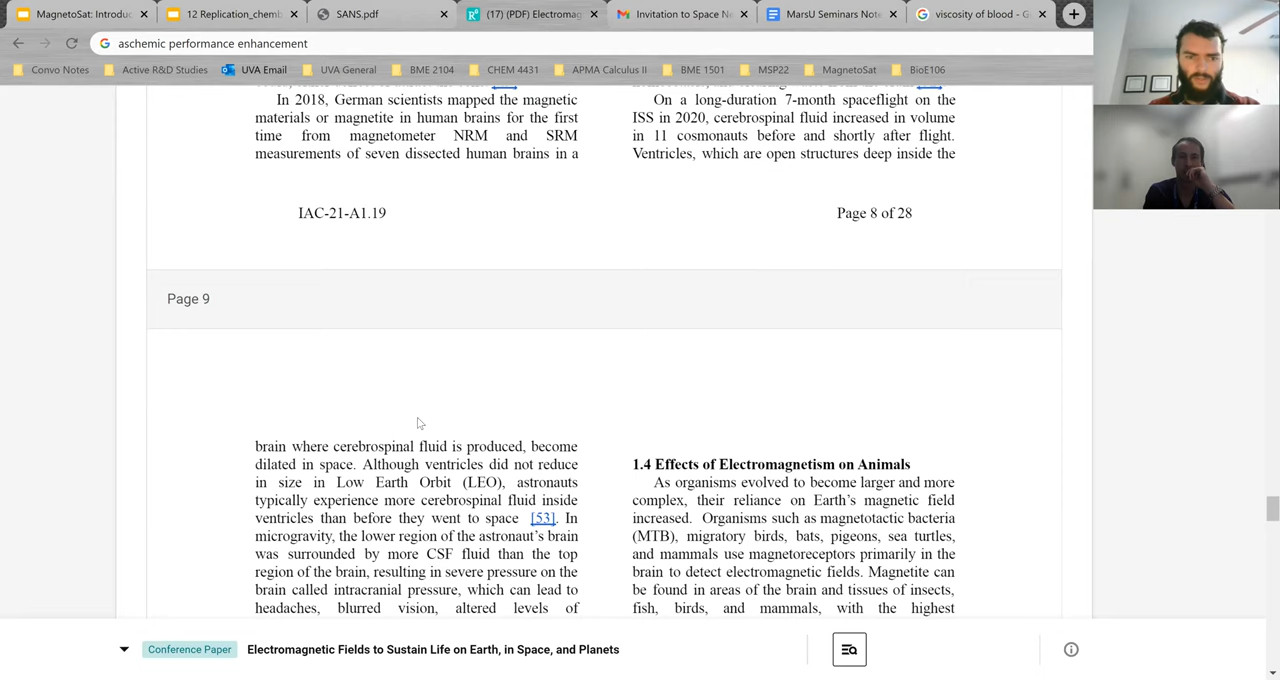 MagnetoSat: Introduc
12 Replication_chemb
SANS.pdf
(17) (PDF) Electromag
Invitation to Space Ne
MarsU Seminars Note
viscosity of blood - G
aschemic performance enhancement
Convo Notes
Active R&D Studies
UVA Email
UVA General
BME 2104
CHEM 4431
APMA Calculus II
BME 1501
MSP22
MagnetoSat
BioE106
In 2018, German scientists mapped the magnetic
materials or magnetite in human brains for the first
time from magnetometer NRM and SRM
measurements of seven dissected human brains in a
On a long-duration 7-month spaceflight on the
ISS in 2020, cerebrospinal fluid increased in volume
in 11 cosmonauts before and shortly after flight.
Ventricles, which are open structures deep inside the
IAC-21-A1.19
Page 8 of 28
Page 9
brain where cerebrospinal fluid is produced, become
dilated in space. Although ventricles did not reduce
in size in Low Earth Orbit (LEO), astronauts
typically experience more cerebrospinal fluid inside
ventricles than before they went to space [53]. In
microgravity, the lower region of the astronaut's brain
was surrounded by more CSF fluid than the top
region of the brain, resulting in severe pressure on the
brain called intracranial pressure, which can lead to
headaches, blurred vision, altered levels of
1.4 Effects of Electromagnetism on Animals
As organisms evolved to become larger and more
complex, their reliance on Earth's magnetic field
increased. Organisms such as magnetotactic bacteria
(MTB), migratory birds, bats, pigeons, sea turtles,
and mammals use magnetoreceptors primarily in the
brain to detect electromagnetic fields. Magnetite can
be found in areas of the brain and tissues of insects,
fish, birds, and mammals, with the highest
Conference Paper
Electromagnetic Fields to Sustain Life on Earth, in Space, and Planets